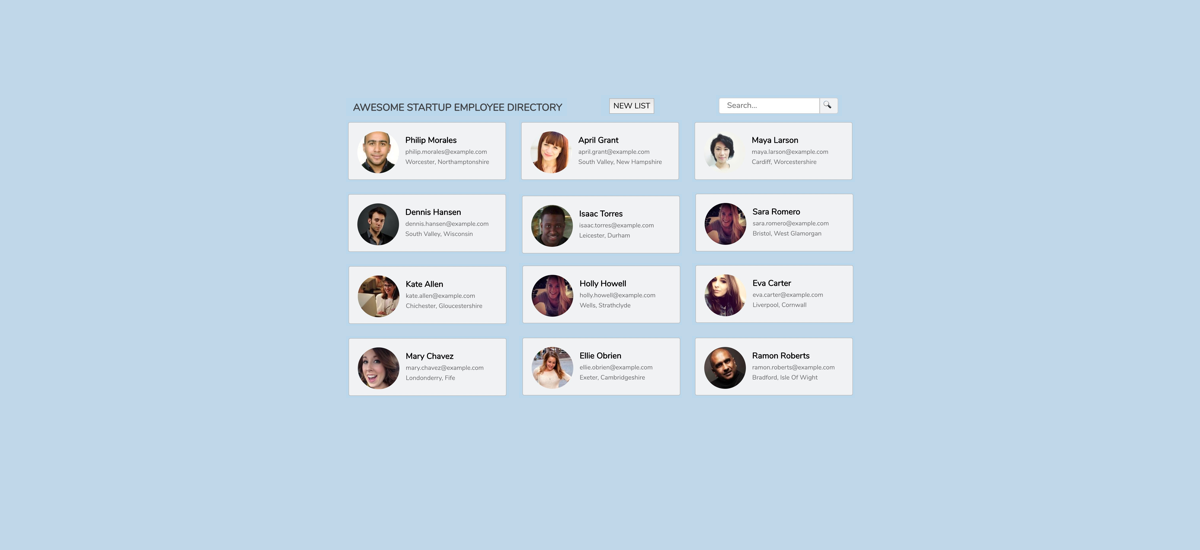 AWESOME STARTUP EMPLOYEE DIRECTORY
NEW LIST
Search...
Philip Morales
philip.morales@example.com
Worcester, Northamptonshire
April Grant
april.grant@example.com
South Valley, New Hampshire
Maya Larson
maya.larson@example.com
Cardiff, Worcestershire
Dennis Hansen
dennis.hansen@example.com
South Valley, Wisconsin
Isaac Torres
isaac.torres@example.com
Leicester, Durham
Sara Romero
sara.romero@example.com
Bristol, West Glamorgan
Kate Allen
kate.allen@example.com
Chichester, Gloucestershire
Holly Howell
holly.howell@example.com
Wells, Strathclyde
Eva Carter
eva.carter@example.com
Liverpool, Cornwall
Mary Chavez
mary.chavez@example.com
Londonderry, Fife
Ellie Obrien
ellie.obrien@example.com
Exeter, Cambridgeshire
Ramon Roberts
ramon.roberts@example.com
Bradford, Isle Of Wight